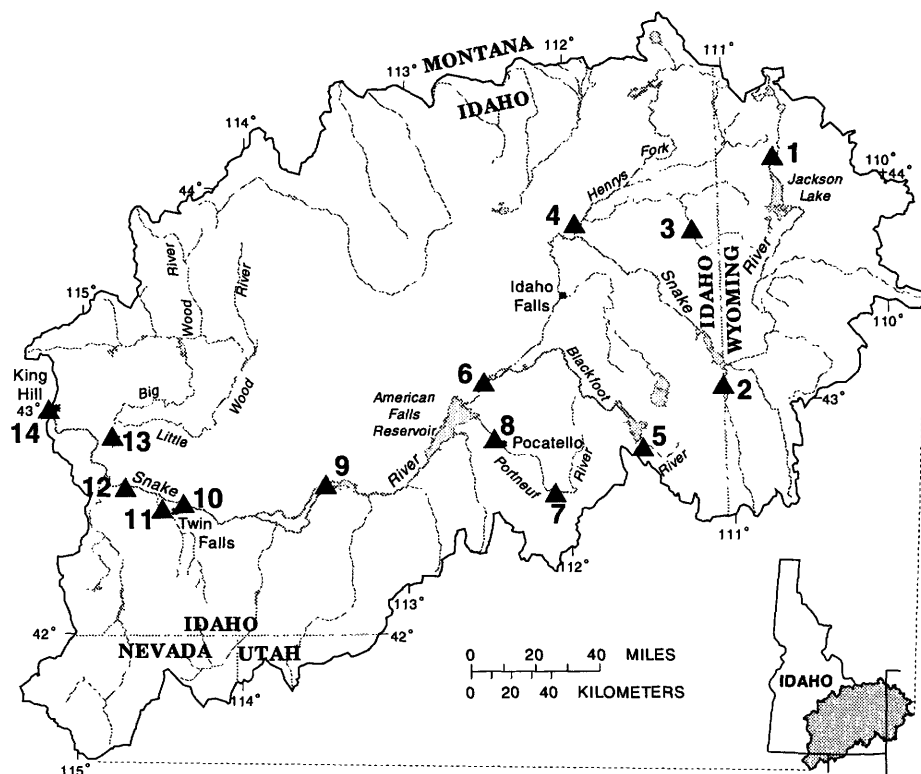 MONTANA
IDAHO
113°
112°
111°
114°
44°
110°
44°
1
Jackson
Lake
Henrys
Fork
4
3
River
Snake
IDAHO
WYOMING
Idaho
Falls
115°
River
Wood
River
110°
King
Hill
43°
14
Big
Wood
Little
13
6
American
Falls
Reservoir
Blackfoot
2
43°
8
Pocatello
5
River
Portneuf
River
7
9
River
12
Snake
10
11
Twin
Falls
111°
112°
113°
42°
IDAHO
42°
NEVADA
UTAH
114°
0 20 40 MILES
0 20 40 KILOMETERS
IDAHO
115°